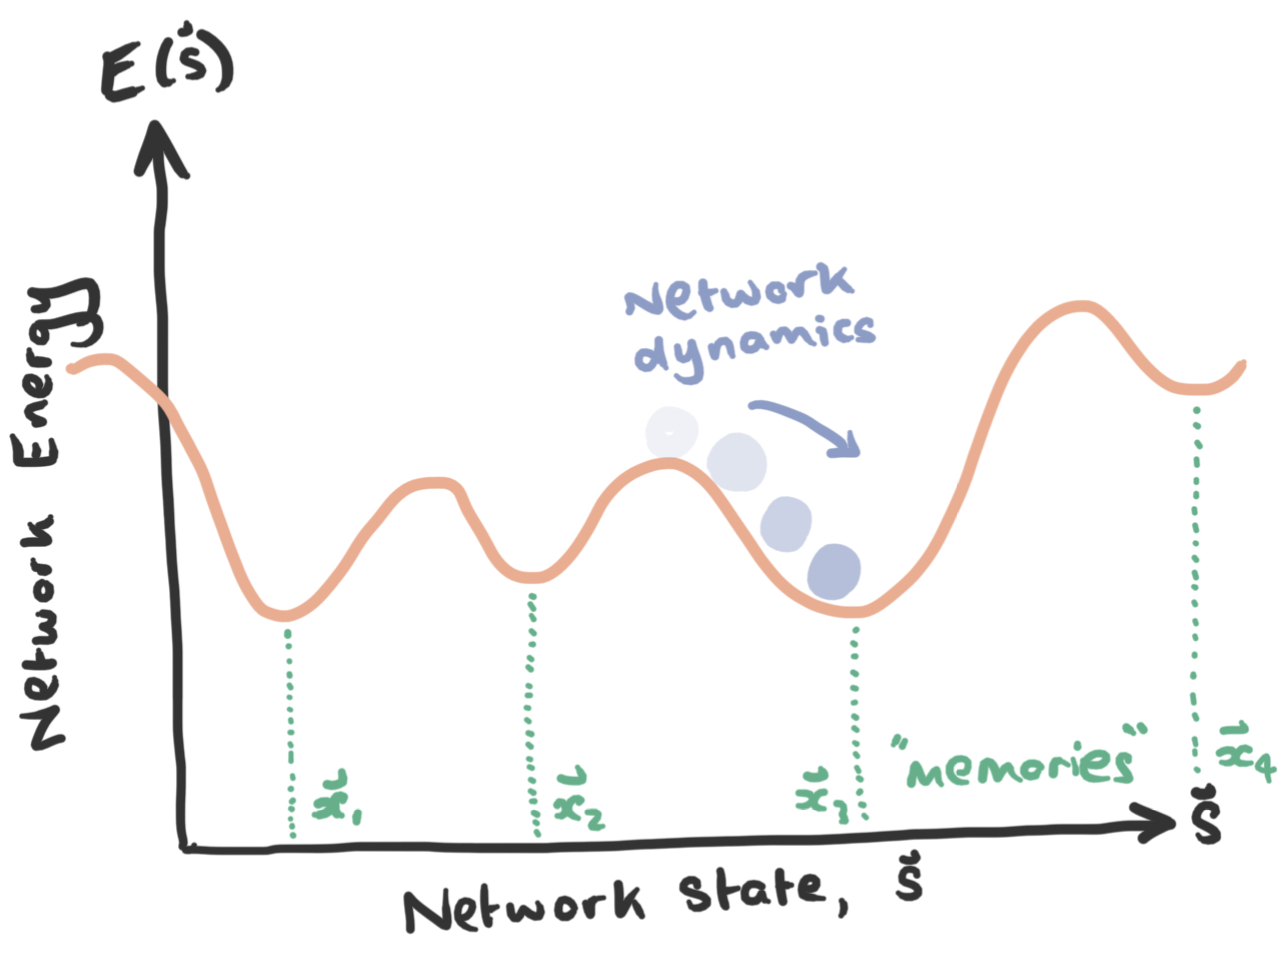 E(s⃗)
Network Energy
Network
dynamics
x⃗₁
x⃗₂
x⃗₃
"memories"
x⃗₄
s⃗
Network state, s⃗